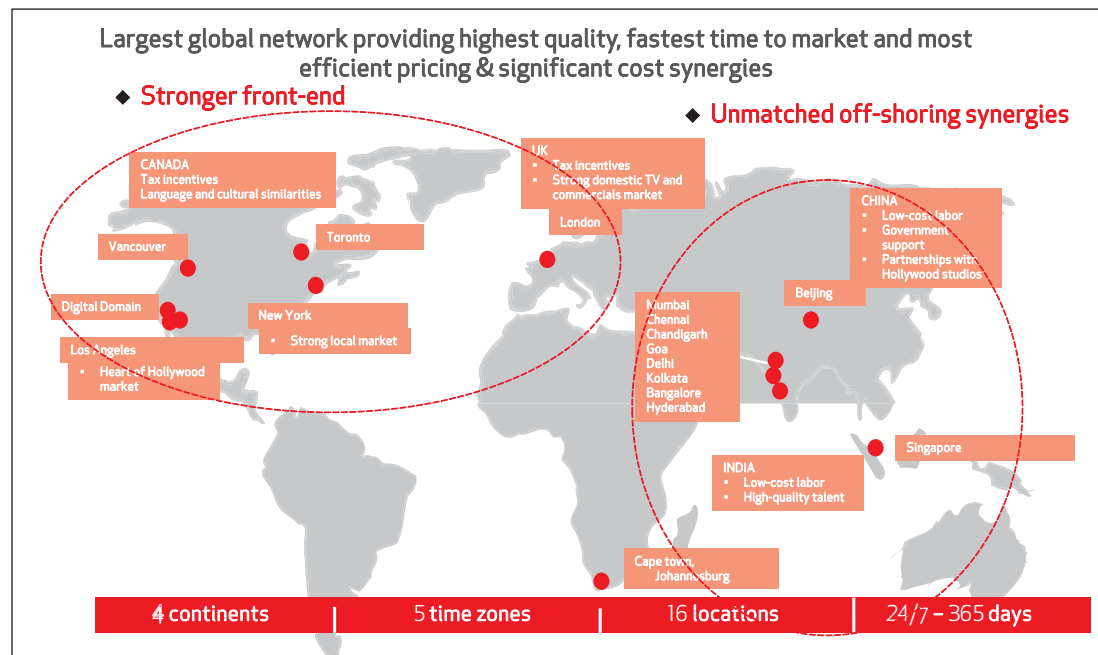 Largest global network providing highest quality, fastest time to market and most
efficient pricing & significant cost synergies
◆ Stronger front-end
◆ Unmatched off-shoring synergies
CANADA
Tax incentives
Language and cultural similarities
UK
▪ Tax incentives
▪ Strong domestic TV and
commercials market
London
CHINA
▪ Low-cost labor
▪ Government
support
▪ Partnerships with
Hollywood studios
Vancouver
Toronto
Beijing
Digital Domain
New York
▪ Strong local market
Los Angeles
▪ Heart of Hollywood
market
Mumbai
Chennai
Chandigarh
Goa
Delhi
Kolkata
Bangalore
Hyderabad
Singapore
INDIA
▪ Low-cost labor
▪ High-quality talent
Cape town,
Johannesburg
4 continents
5 time zones
16 locations
24/7 – 365 days